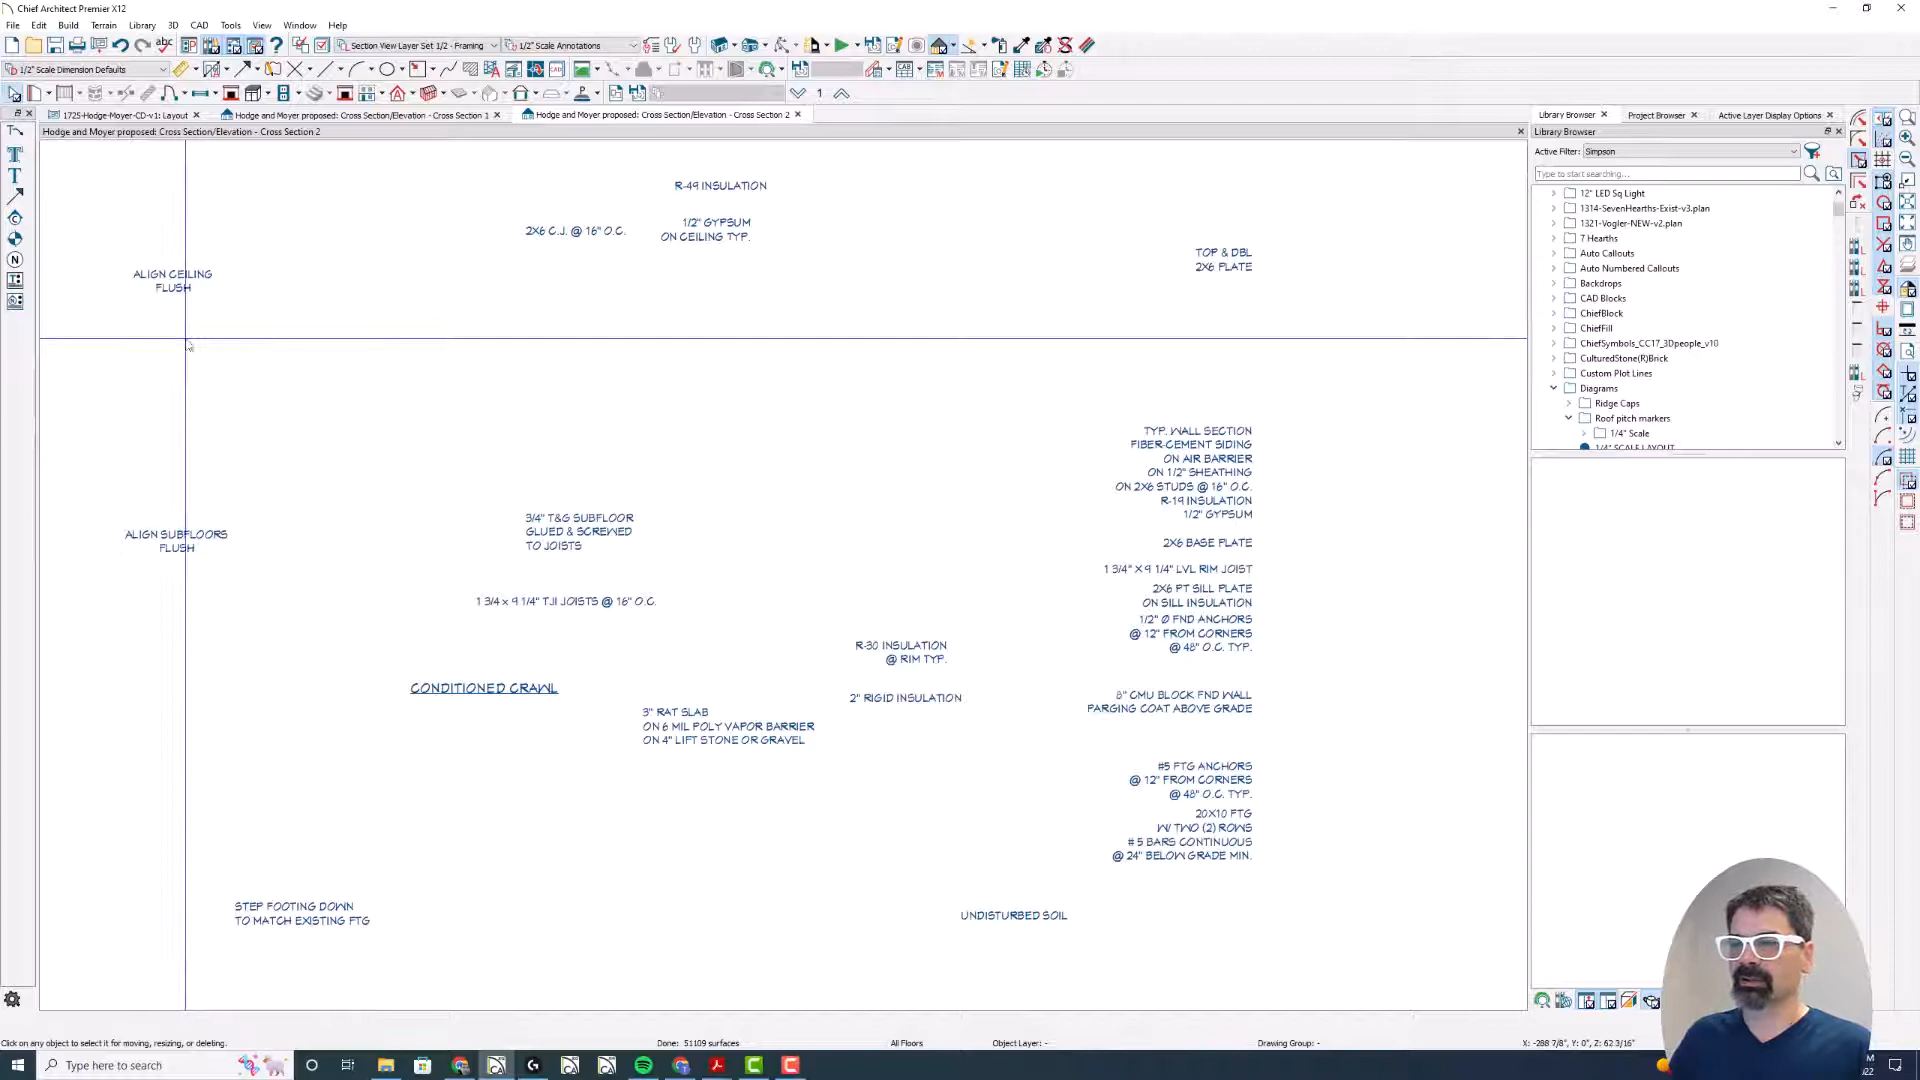 Chief Architect Premier X12
File Edit Build Terrain Library 3D CAD Tools View Window Help
Section View Layer Set 1/2 - Framing
1/2" Scale Annotations
1/2" Scale Dimension Defaults
1
1725-Hodge-Moyer-CD-v1: Layout
Hodge and Moyer proposed: Cross Section/Elevation - Cross Section 1
Hodge and Moyer proposed: Cross Section/Elevation - Cross Section 2
Hodge and Moyer proposed: Cross Section/Elevation - Cross Section 2
R-49 INSULATION
1/2" GYPSUM
ON CEILING TYP.
2X6 C.J. @ 16" O.C.
TOP & DBL
2X6 PLATE
ALIGN CEILING
FLUSH
TYP. WALL SECTION
FIBER-CEMENT SIDING
ON AIR BARRIER
ON 1/2" SHEATHING
ON 2X6 STUDS @ 16" O.C.
R-19 INSULATION
1/2" GYPSUM
3/4" T&G SUBFLOOR
GLUED & SCREWED
TO JOISTS
ALIGN SUBFLOORS
FLUSH
2X6 BASE PLATE
1 3/4" X 9 1/4" LVL RIM JOIST
2X6 PT SILL PLATE
ON SILL INSULATION
1/2" Ø FND ANCHORS
@ 12" FROM CORNERS
@ 48" O.C. TYP.
1 3/4 x 9 1/4" TJI JOISTS @ 16" O.C.
R-30 INSULATION
@ RIM TYP.
CONDITIONED CRAWL
2" RIGID INSULATION
8" CMU BLOCK FND WALL
PARGING COAT ABOVE GRADE
3" RAT SLAB
ON 6 MIL POLY VAPOR BARRIER
ON 4" LIFT STONE OR GRAVEL
#5 FTG ANCHORS
@ 12" FROM CORNERS
@ 48" O.C. TYP.
20X10 FTG
W/ TWO (2) ROWS
# 5 BARS CONTINUOUS
@ 24" BELOW GRADE MIN.
STEP FOOTING DOWN
TO MATCH EXISTING FTG
UNDISTURBED SOIL
Library Browser
Project Browser
Active Layer Display Options
Library Browser
Active Filter: Simpson
Type to start searching...
12" LED Sq Light
1314-SevenHearths-Exist-v3.plan
1321-Vogler-NEW-v2.plan
7 Hearths
Auto Callouts
Auto Numbered Callouts
Backdrops
CAD Blocks
ChiefBlock
ChiefFill
ChiefSymbols_CC17_3Dpeople_v10
CulturedStone(R)Brick
Custom Plot Lines
Diagrams
Ridge Caps
Roof pitch markers
1/4" Scale
1/4" SCALE LAYOUT
Click on any object to select it for moving, resizing, or deleting.
Done: 51109 surfaces
All Floors
Object Layer: -
Drawing Group: -
X: -288 7/8", Y: 0", Z: 62 3/16"
Type here to search